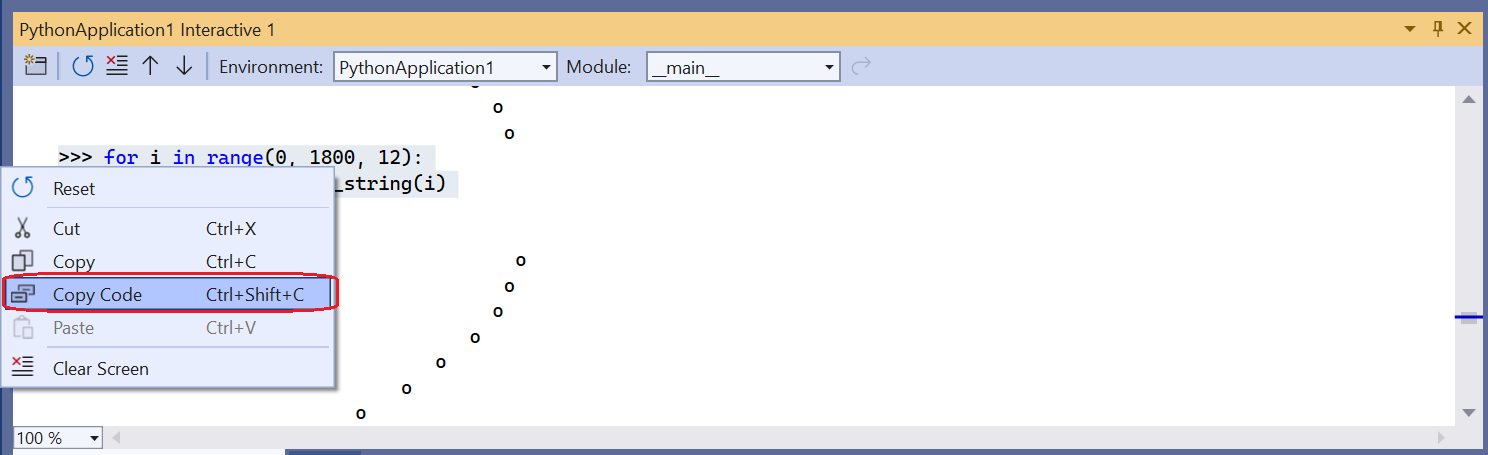 PythonApplication1 Interactive 1
Environment: PythonApplication1 Module: __main__
o
o
>>> for i in range(0, 1800, 12):
_string(i)
Reset
Cut Ctrl+X
Copy Ctrl+C
o
Copy Code Ctrl+Shift+C
o
o
Paste Ctrl+V
o
Clear Screen
o
o
o
100 %